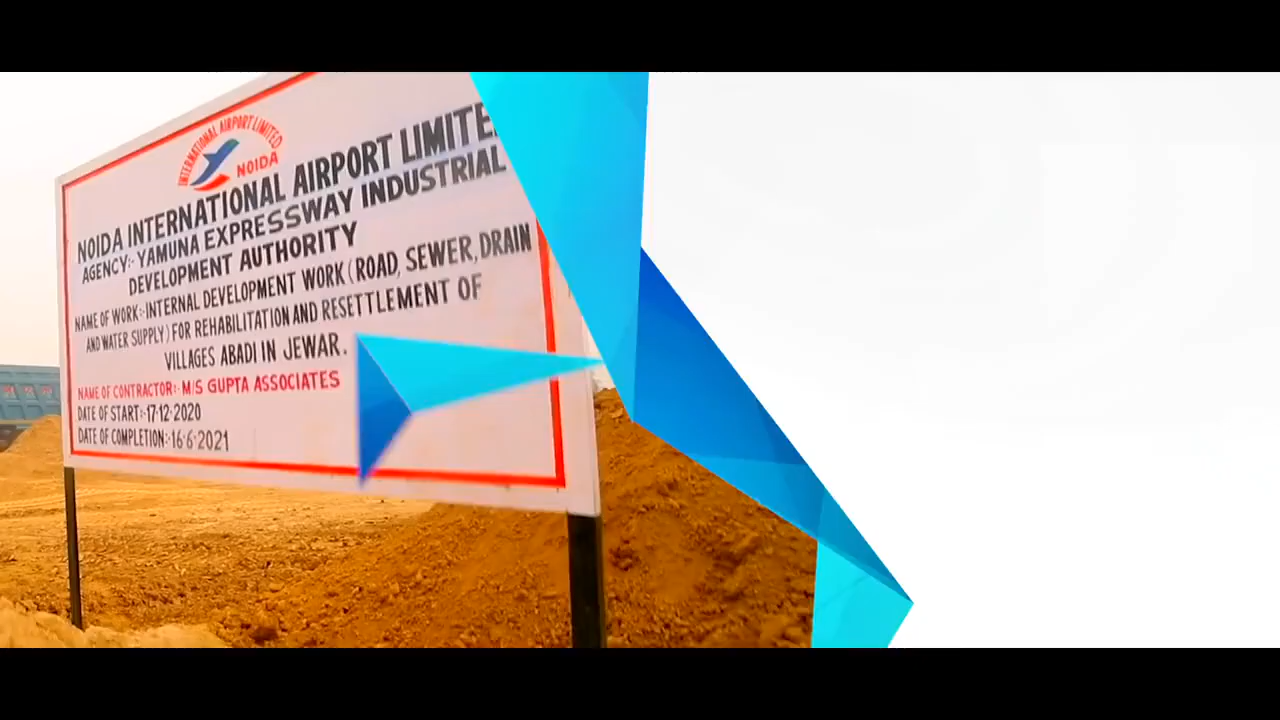 INTERNATIONAL AIRPORT LIMITED
NOIDA
NOIDA INTERNATIONAL AIRPORT LIMITE
AGENCY:- YAMUNA EXPRESSWAY INDUSTRIAL
DEVELOPMENT AUTHORITY
NAME OF WORK:-INTERNAL DEVELOPMENT WORK (ROAD, SEWER, DRAIN
AND WATER SUPPLY) FOR REHABILITATION AND RESETTLEMENT OF
VILLAGES ABADI IN JEWAR.
NAME OF CONTRACTOR:- M/S GUPTA ASSOCIATES
DATE OF START:-17-12-2020
DATE OF COMPLETION:-16-6-2021